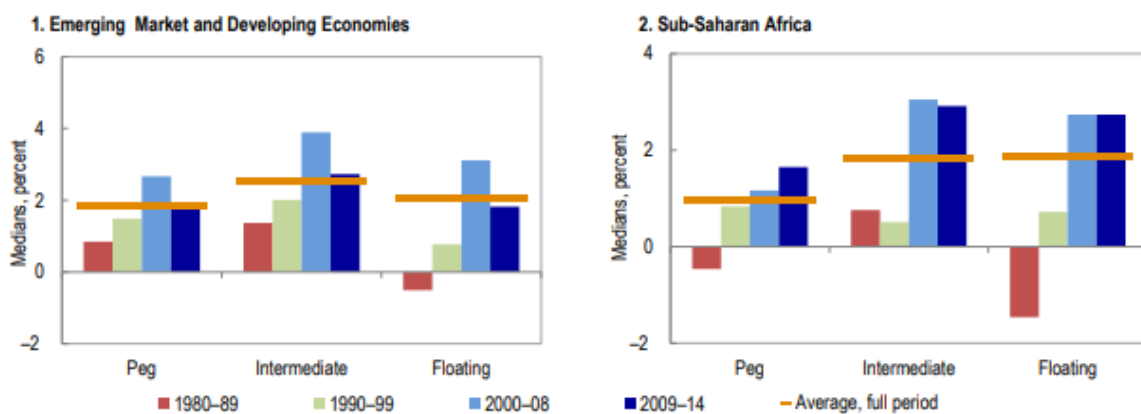 1. Emerging Market and Developing Economies
6
4
2
0
–2
Medians, percent
Peg Intermediate Floating
2. Sub-Saharan Africa
4
2
0
–2
Medians, percent
Peg Intermediate Floating
1980–89 1990–99 2000–08 2009–14 Average, full period